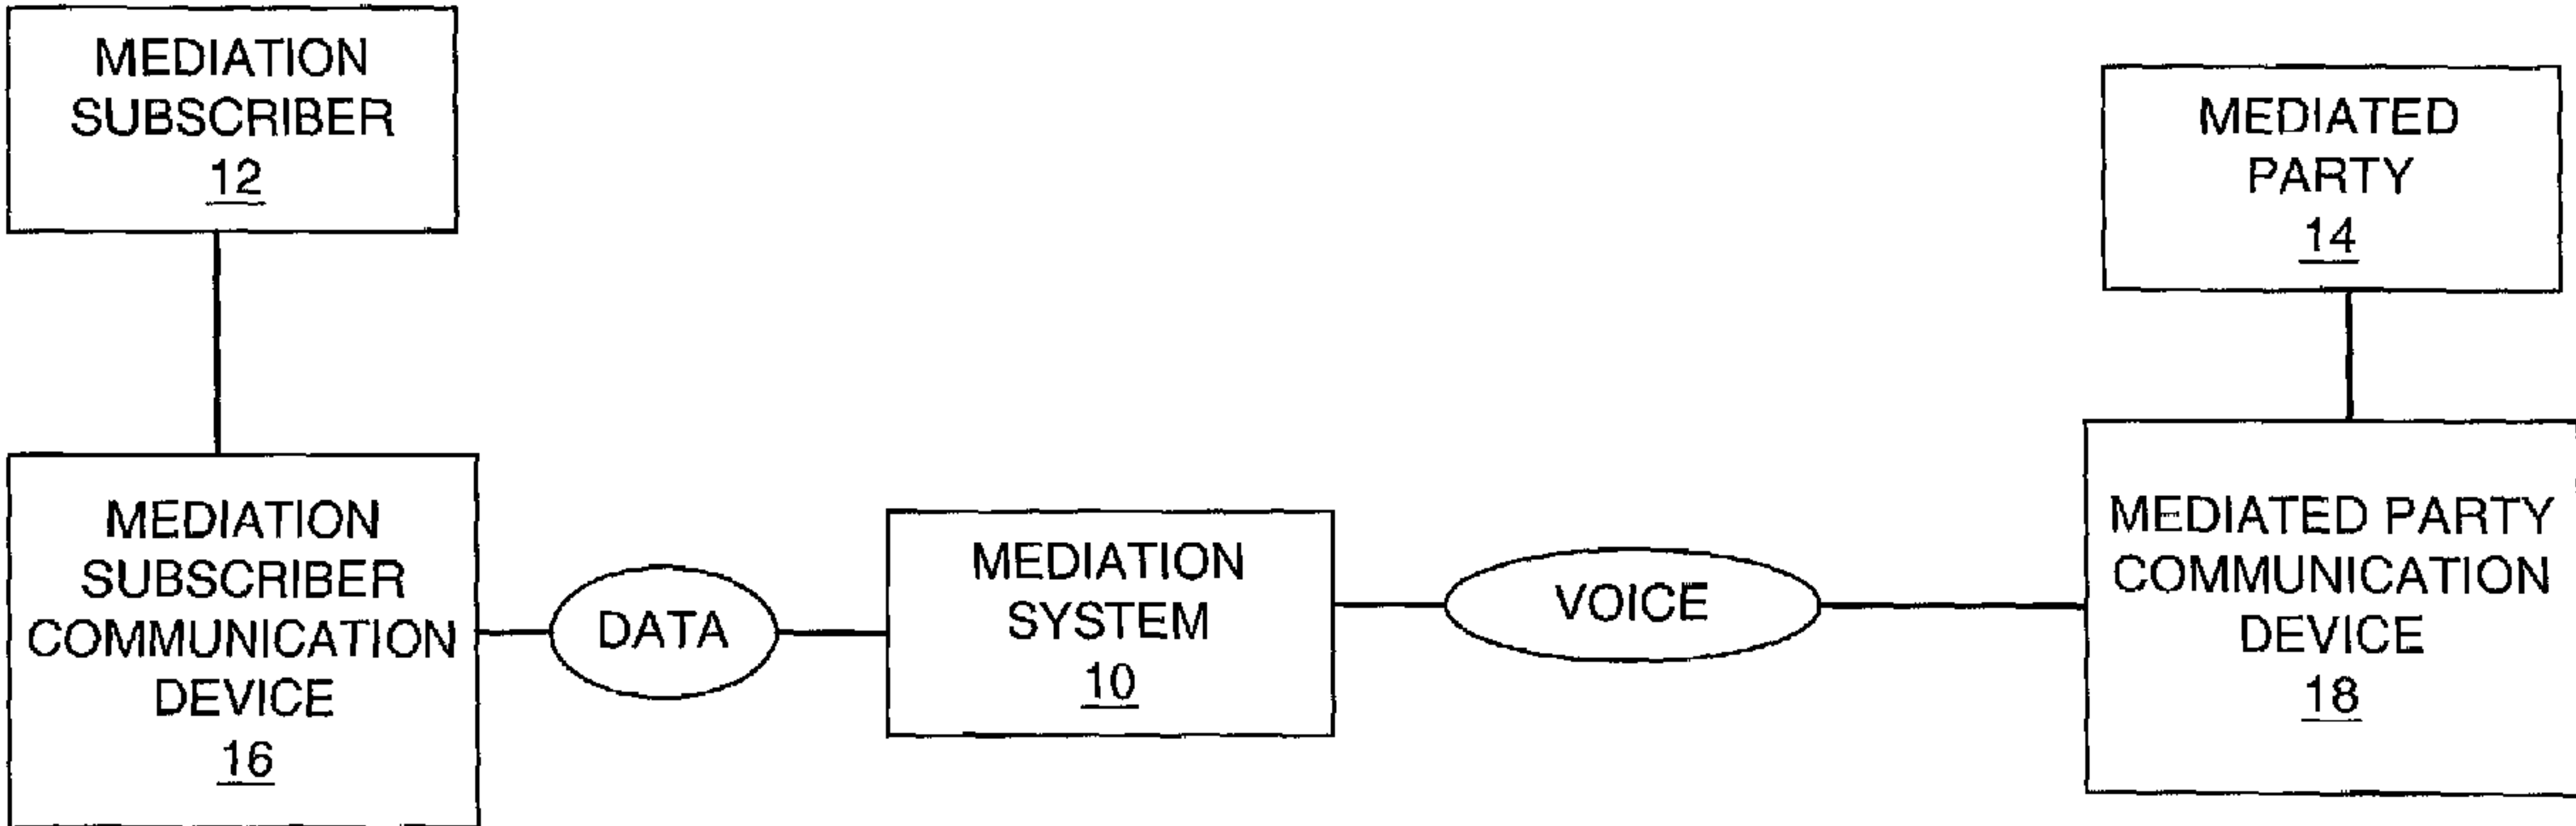 MEDIATION
SUBSCRIBER
12
MEDIATED
PARTY
14
MEDIATION
SUBSCRIBER
COMMUNICATION
DEVICE
16
DATA
MEDIATION
SYSTEM
10
VOICE
MEDIATED PARTY
COMMUNICATION
DEVICE
18